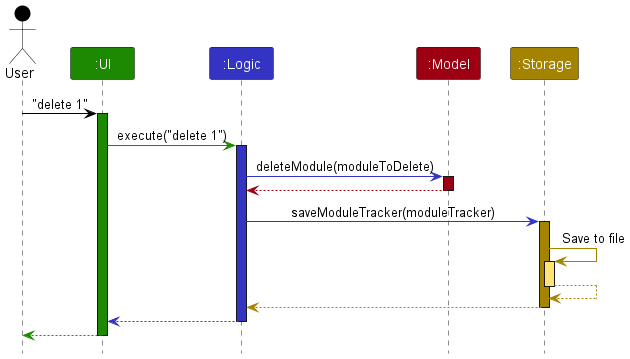 User
:UI
:Logic
:Model
:Storage
"delete 1"
execute("delete 1")
deleteModule(moduleToDelete)
saveModuleTracker(moduleTracker)
Save to file